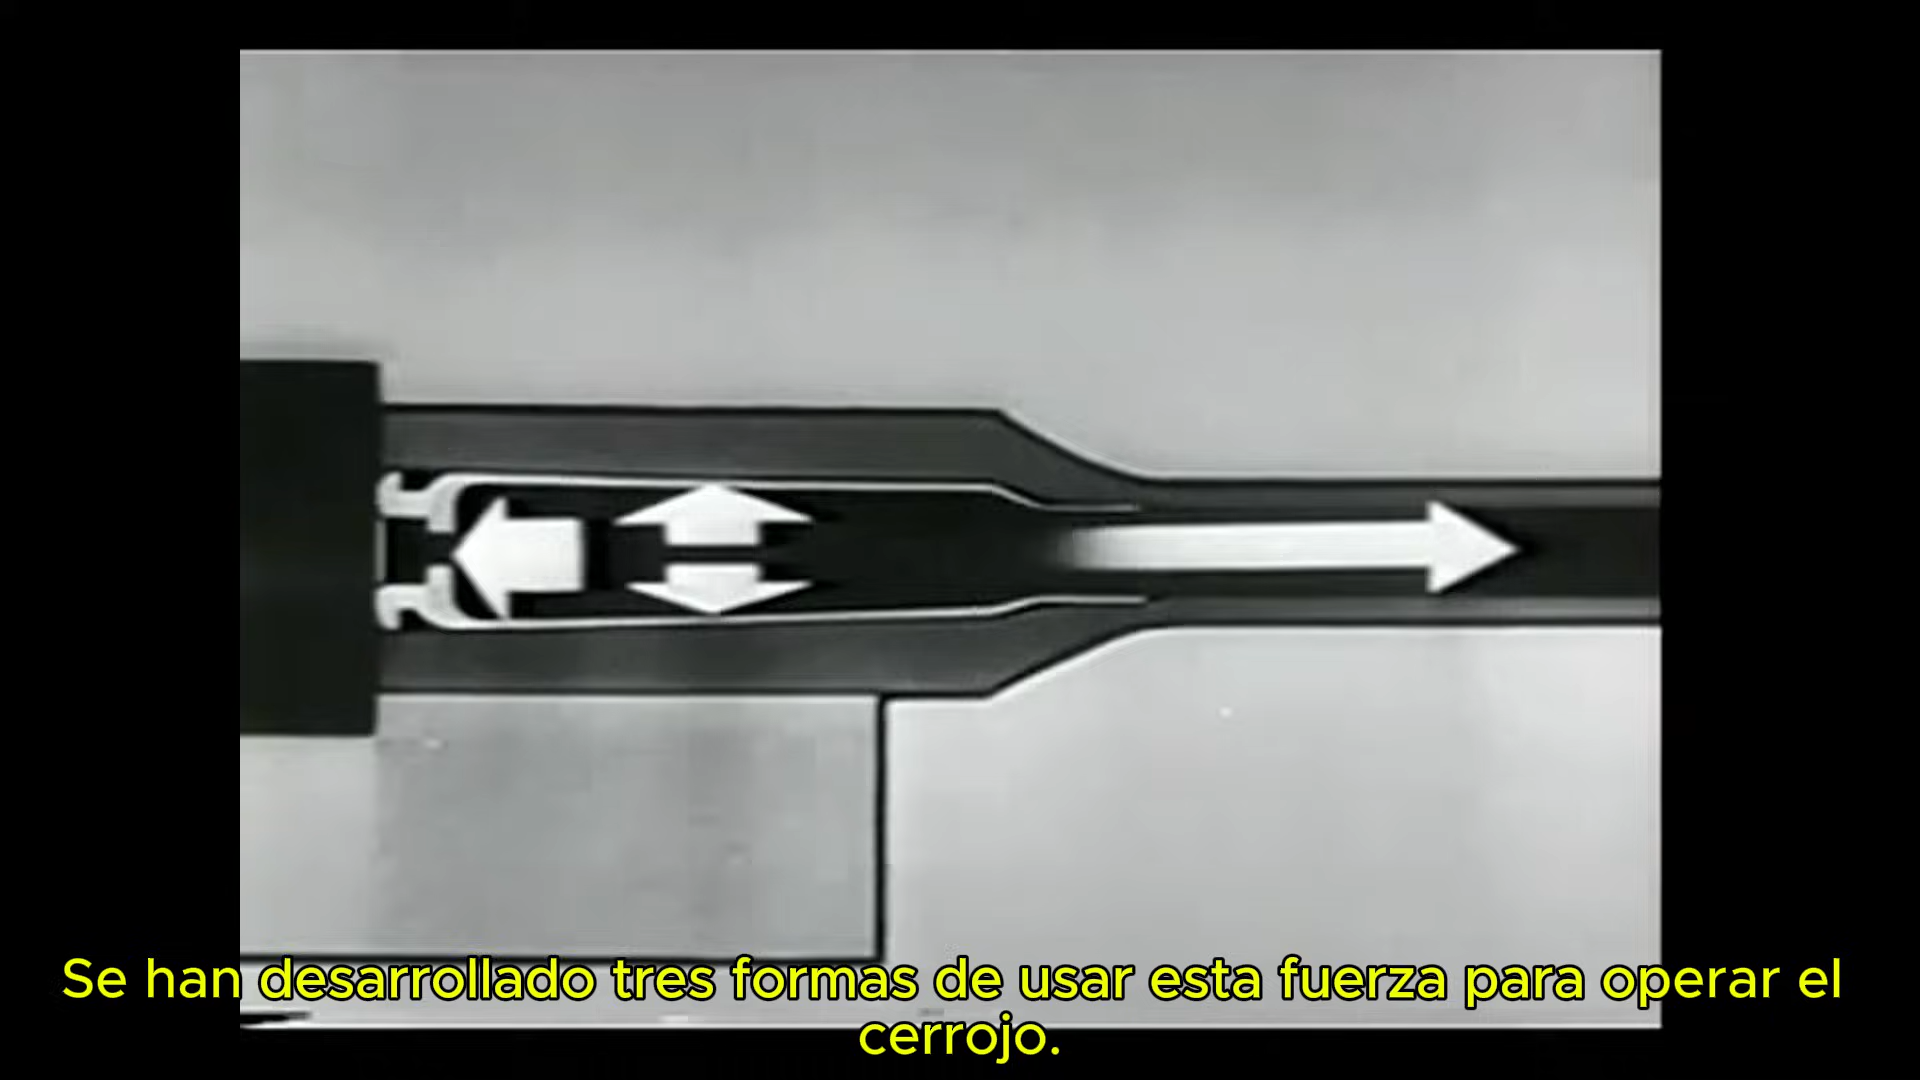 Se han desarrollado tres formas de usar esta fuerza para operar el
cerrojo.